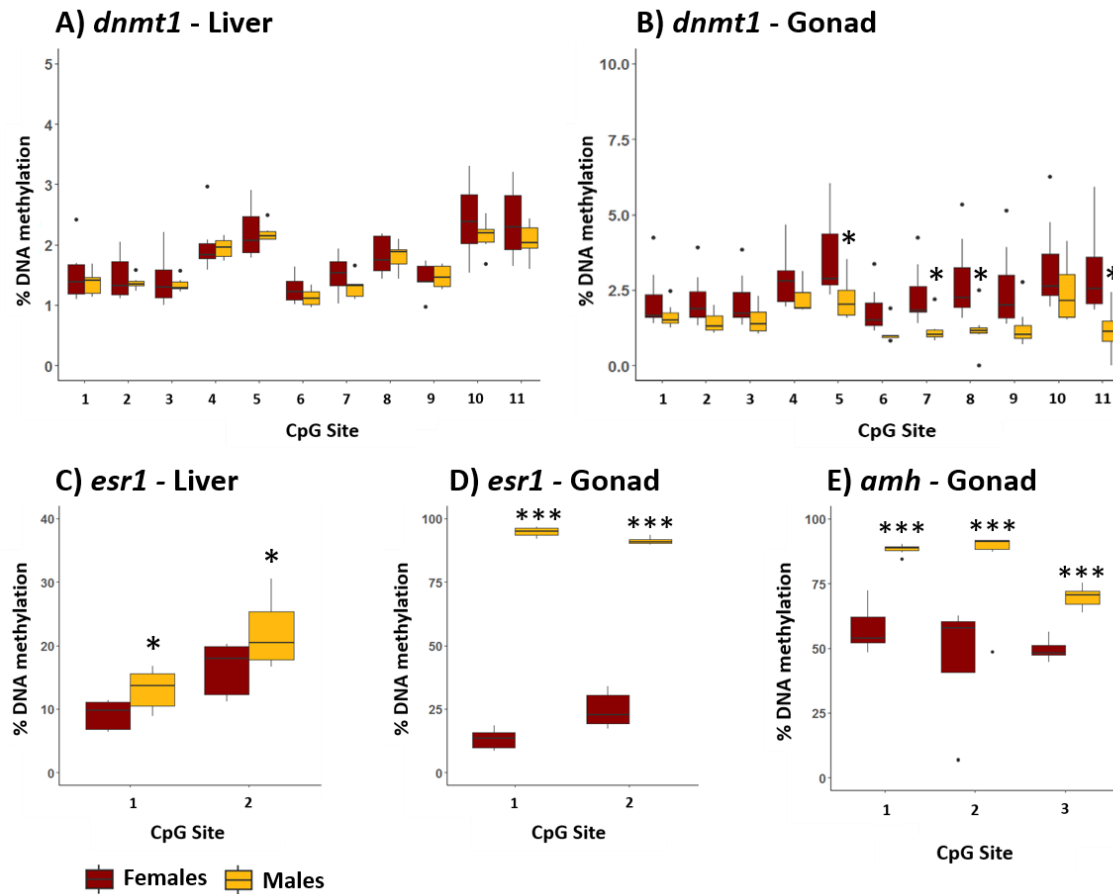 A) dnmt1 - Liver
B) dnmt1 - Gonad
% DNA methylation
5
4
3
2
1
0
1 2 3 4 5 6 7 8 9 10 11
CpG Site
% DNA methylation
10.0
7.5
5.0
2.5
0.0
* * * *
1 2 3 4 5 6 7 8 9 10 11
CpG Site
C) esr1 - Liver
D) esr1 - Gonad
E) amh - Gonad
% DNA methylation
40
30
20
10
0
* *
1 2
CpG Site
% DNA methylation
100
75
50
25
0
*** ***
1 2
CpG Site
% DNA methylation
100
75
50
25
0
*** *** ***
1 2 3
CpG Site
Females Males